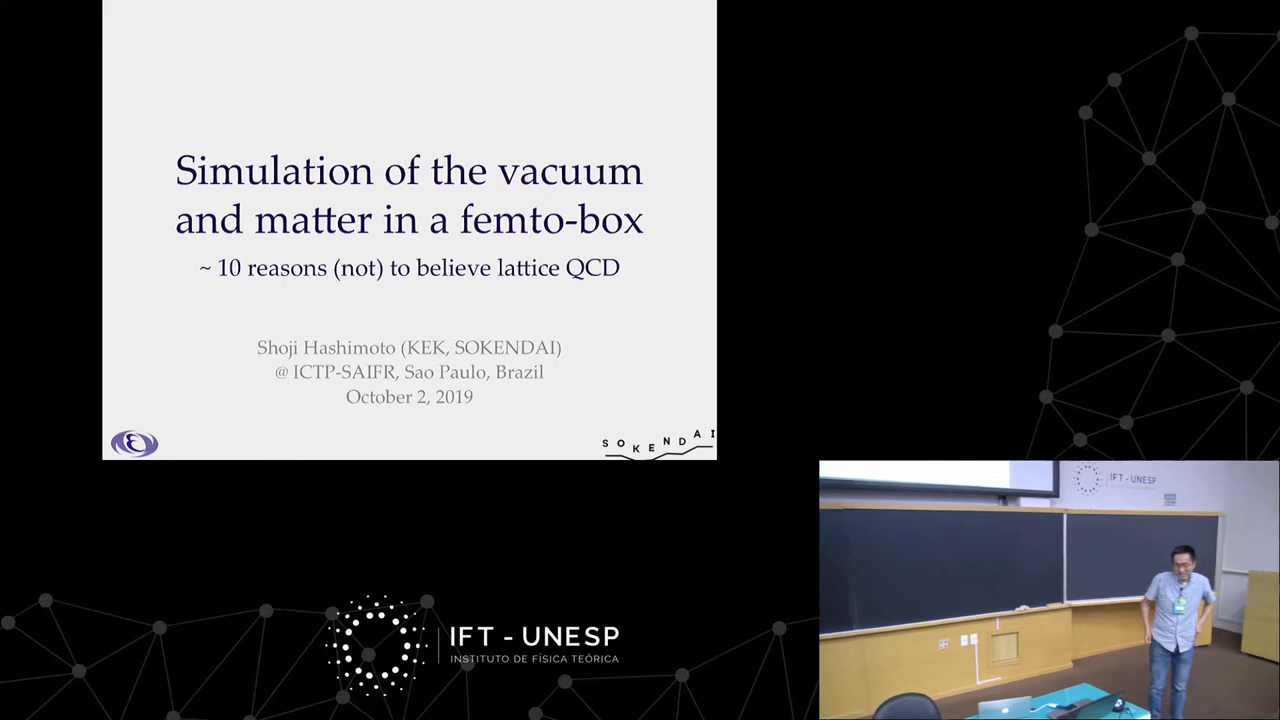 Simulation of the vacuum
and matter in a femto-box
~ 10 reasons (not) to believe lattice QCD
Shoji Hashimoto (KEK, SOKENDAI)
@ ICTP-SAIFR, Sao Paulo, Brazil
October 2, 2019
SOKENDAI
IFT - UNESP
IFT - UNESP
INSTITUTO DE FÍSICA TEÓRICA